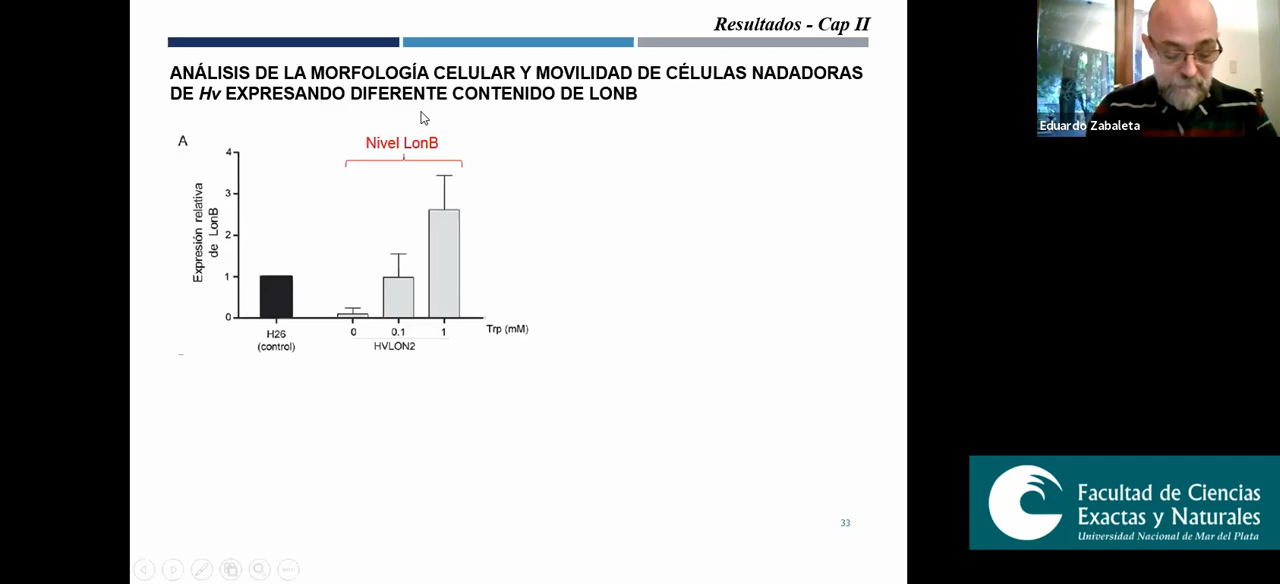 Resultados - Cap II
ANÁLISIS DE LA MORFOLOGÍA CELULAR Y MOVILIDAD DE CÉLULAS NADADORAS
DE Hv EXPRESANDO DIFERENTE CONTENIDO DE LONB
A
Nivel LonB
Expresión relativa
de LonB
4
3
2
1
0
H26
(control)
0
0.1
1
Trp (mM)
HVLON2
33
Eduardo Zabaleta
Facultad de Ciencias
Exactas y Naturales
Universidad Nacional de Mar del Plata